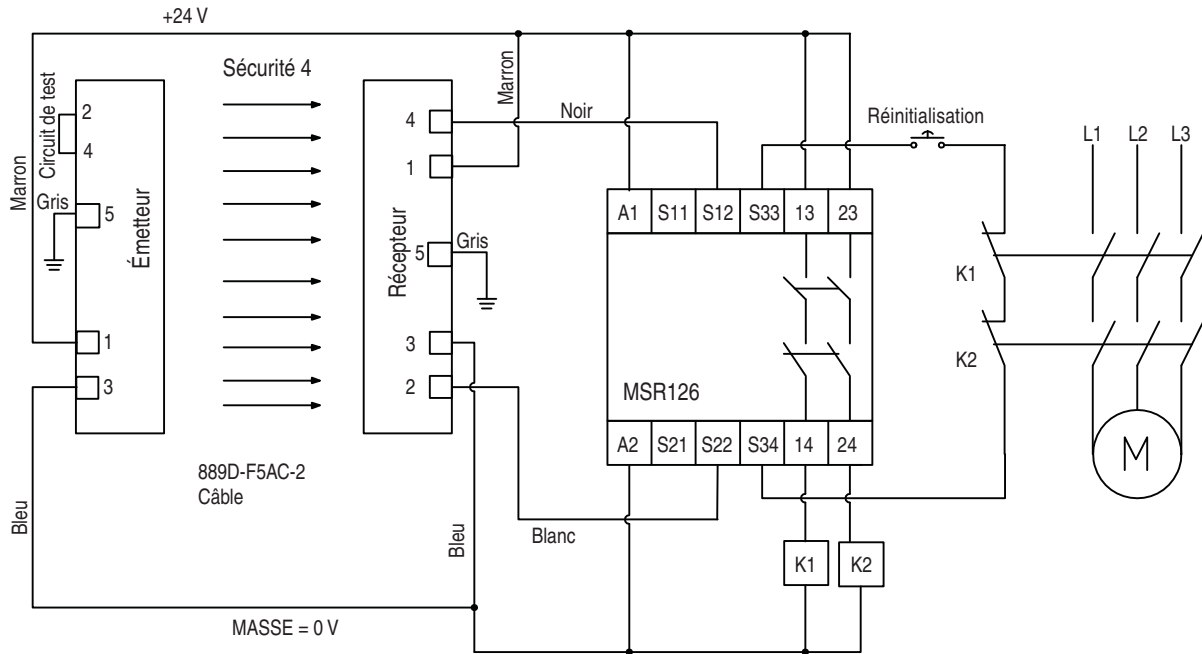 +24 V
Sécurité 4
Circuit de test
2
4
Marron
Gris
5
Émetteur
1
3
Bleu
889D-F5AC-2
Câble
MASSE = 0 V
Récepteur
4
1
5
Gris
3
2
Marron
Noir
Bleu
Blanc
Réinitialisation
A1 S11 S12 S33 13 23
MSR126
A2 S21 S22 S34 14 24
K1 K2
L1 L2 L3
K1
K2
M